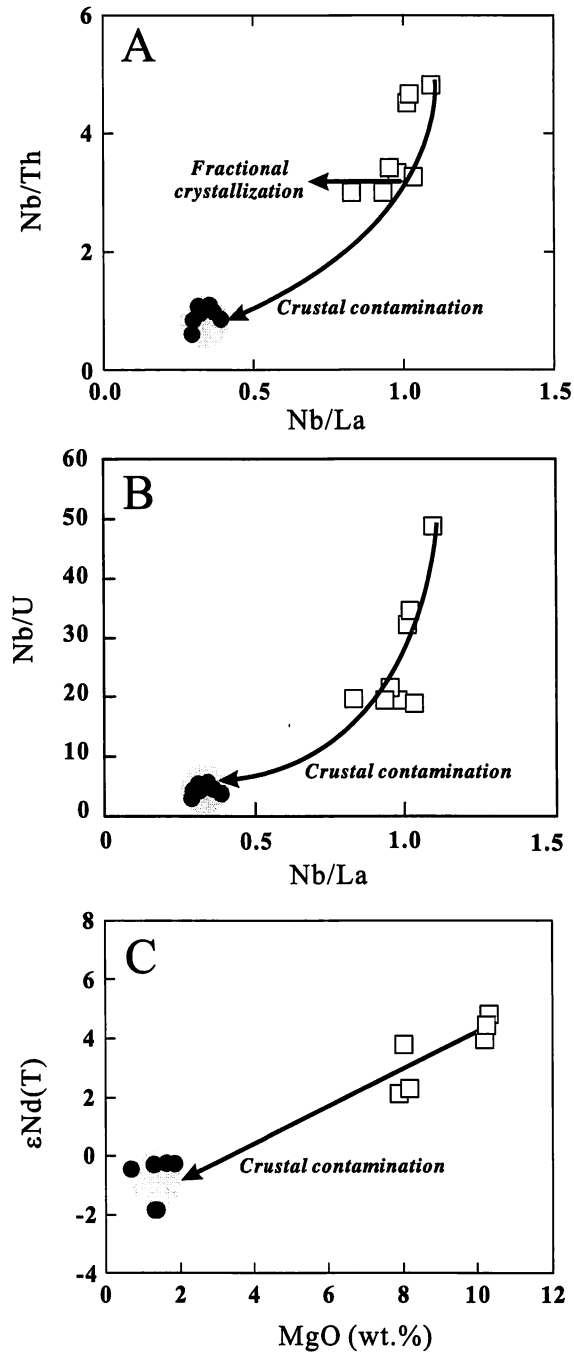 A
6
4
2
0
Nb/Th
Fractional
crystallization
Crustal contamination
0.0
0.5
1.0
1.5
Nb/La
B
60
50
40
30
20
10
0
Nb/U
Crustal contamination
0
0.5
1.0
1.5
Nb/La
C
8
6
4
2
0
-2
-4
εNd(T)
Crustal contamination
0
2
4
6
8
10
12
MgO (wt.%)